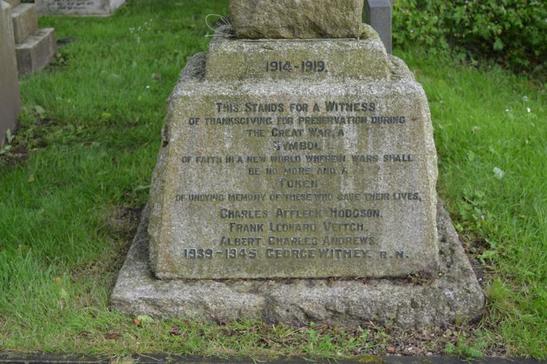 1914-1919.
THIS STANDS FOR A WITNESS
OF THANKSGIVING FOR PRESERVATION DURING
THE GREAT WAR, A
SYMBOL
OF FAITH IN A NEW WORLD WHEREIN WARS SHALL
BE NO MORE AND A
TOKEN
OF UNDYING MEMORY OF THESE WHO GAVE THEIR LIVES,
CHARLES AFFLECK HODGSON.
FRANK LEONARD VEITCH.
ALBERT CHARLES ANDREWS.
1939-1945 GEORGE WITHEY. R.N.